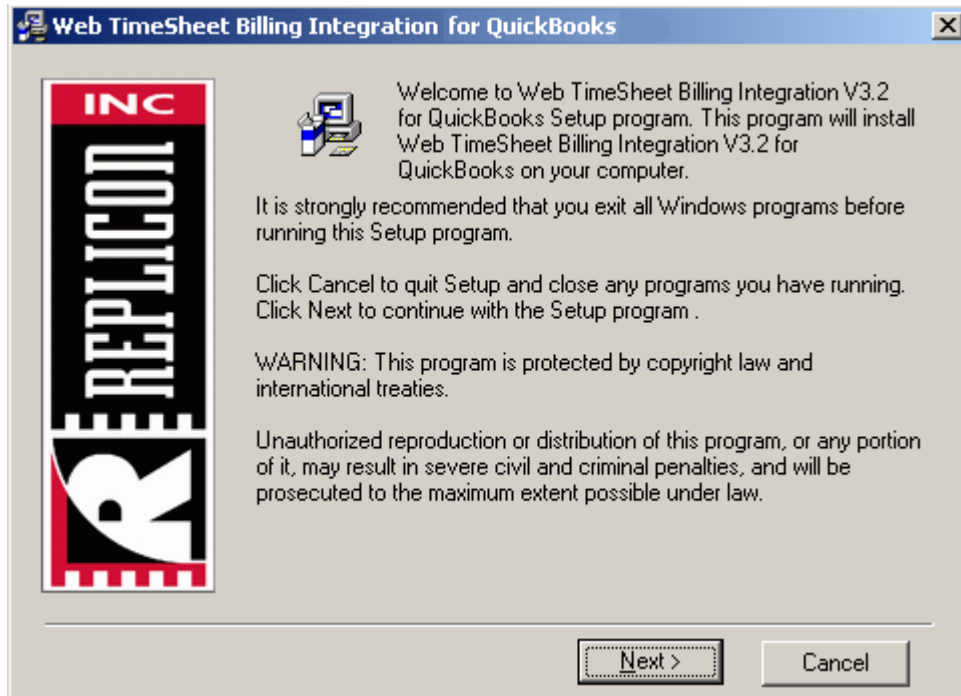 Web TimeSheet Billing Integration for QuickBooks
INC
REPLICON
R
Welcome to Web TimeSheet Billing Integration V3.2
for QuickBooks Setup program. This program will install
Web TimeSheet Billing Integration V3.2 for
QuickBooks on your computer.
It is strongly recommended that you exit all Windows programs before
running this Setup program.
Click Cancel to quit Setup and close any programs you have running.
Click Next to continue with the Setup program .
WARNING: This program is protected by copyright law and
international treaties.
Unauthorized reproduction or distribution of this program, or any portion
of it, may result in severe civil and criminal penalties, and will be
prosecuted to the maximum extent possible under law.
Next >
Cancel